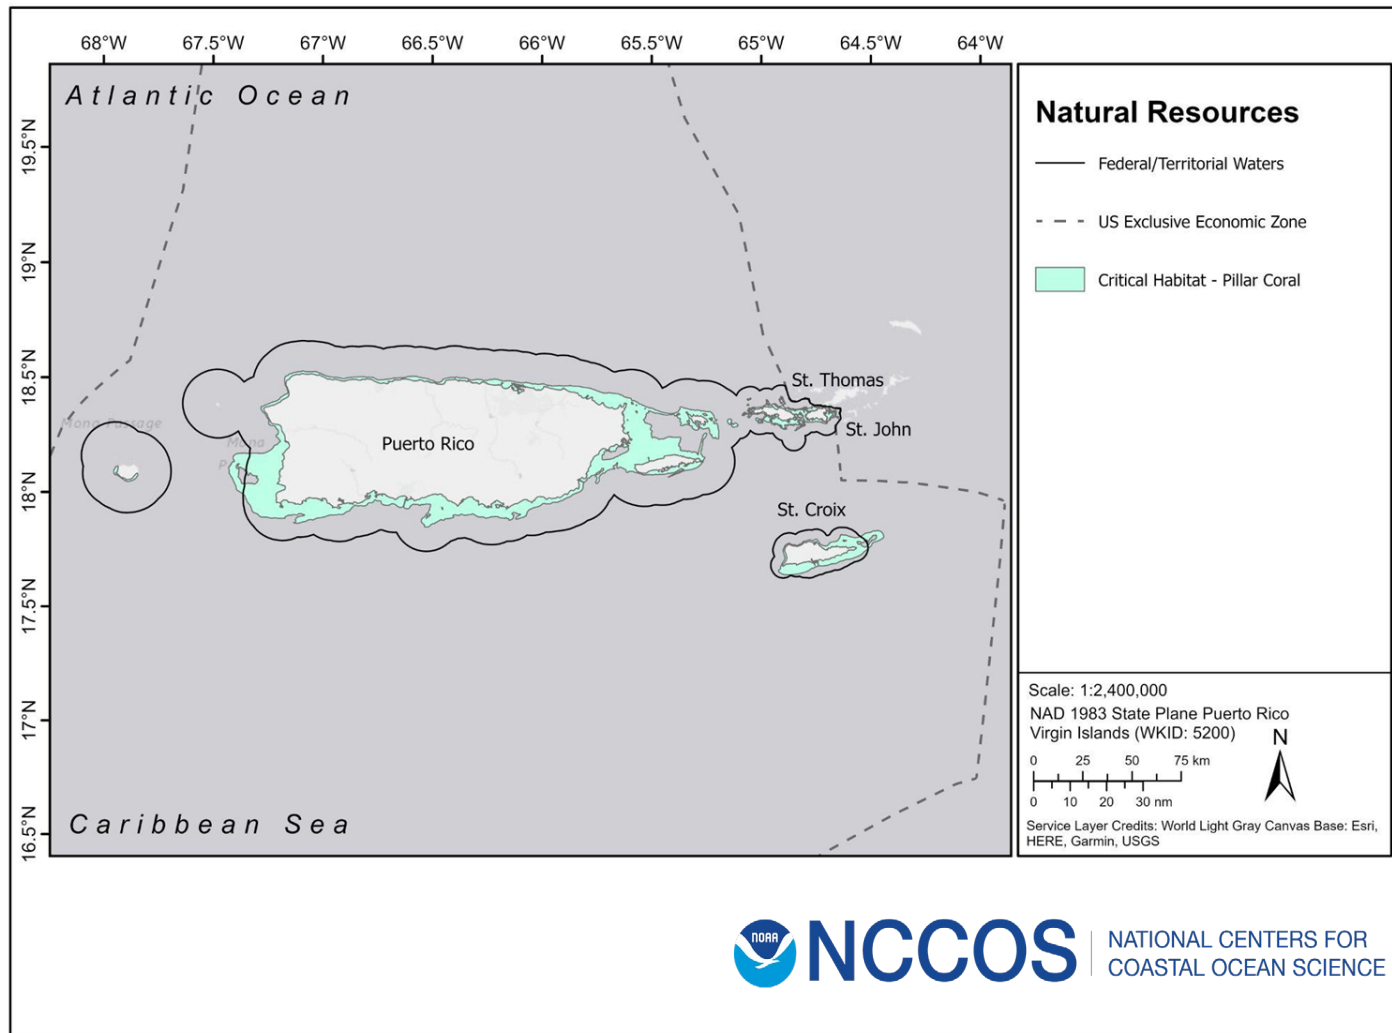 68°W 67.5°W 67°W 66.5°W 66°W 65.5°W 65°W 64.5°W 64°W
Atlantic Ocean
19.5°N
19°N
18.5°N
18°N
17.5°N
17°N
16.5°N
Mona Passage
Mona
P
Puerto Rico
St. Thomas
St. John
St. Croix
Caribbean Sea
Natural Resources
Federal/Territorial Waters
US Exclusive Economic Zone
Critical Habitat - Pillar Coral
Scale: 1:2,400,000
NAD 1983 State Plane Puerto Rico
Virgin Islands (WKID: 5200)
N
0 25 50 75 km
0 10 20 30 nm
Service Layer Credits: World Light Gray Canvas Base: Esri,
HERE, Garmin, USGS
NOAA
NCCOS
NATIONAL CENTERS FOR
COASTAL OCEAN SCIENCE